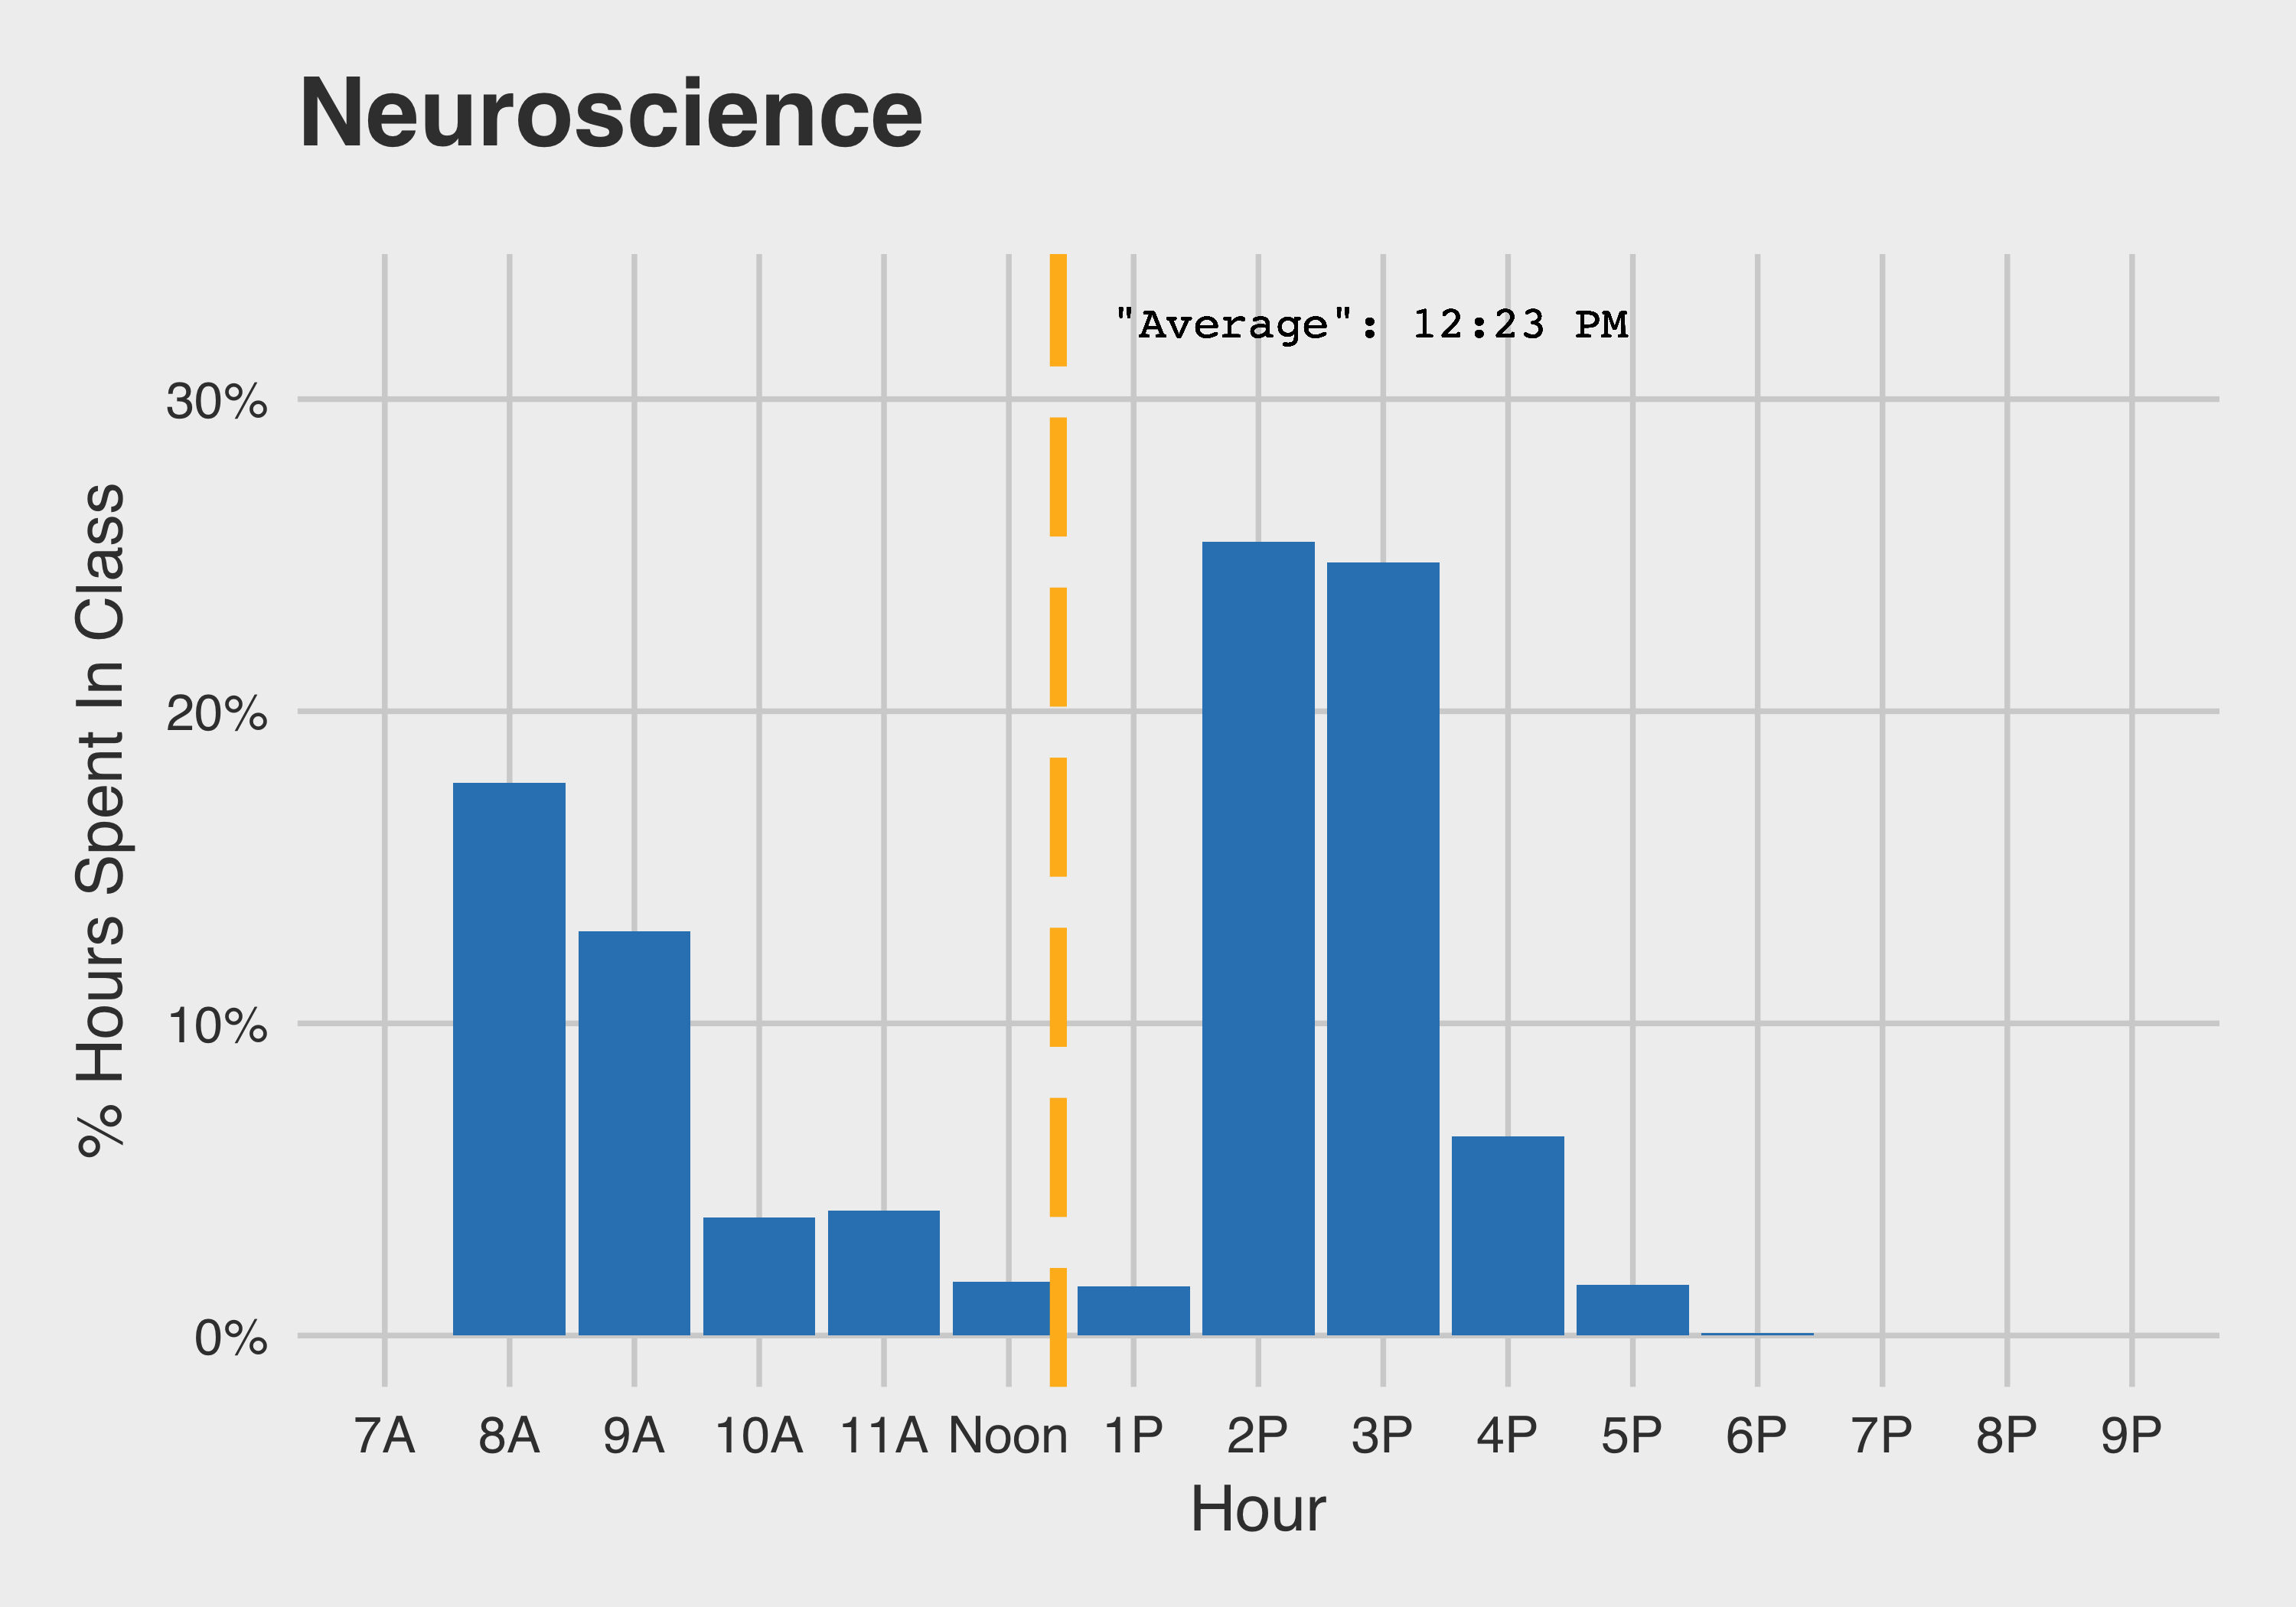 Neuroscience
"Average": 12:23 PM
30%
20%
10%
0%
% Hours Spent In Class
7A 8A 9A 10A 11A Noon 1P 2P 3P 4P 5P 6P 7P 8P 9P
Hour